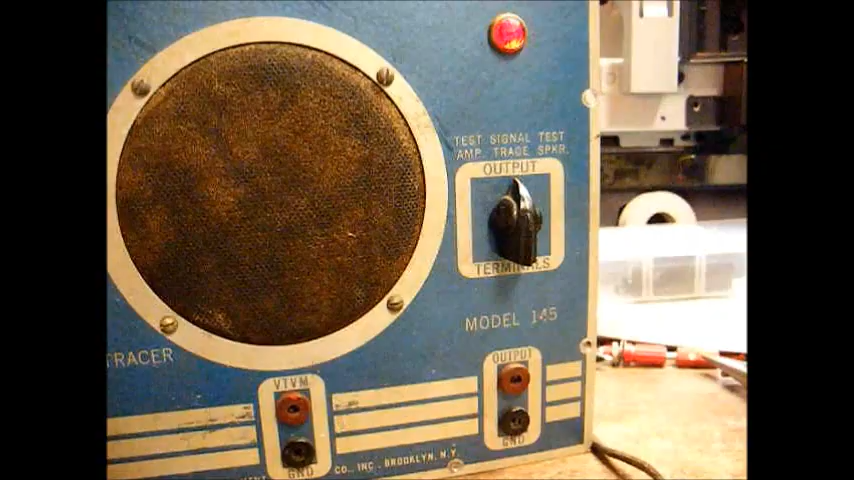 TEST SIGNAL TEST
AMP. TRACE SPKR.
OUTPUT
TERMINALS
MODEL 145
TRACER
VTVM
GND
OUTPUT
GND
CO., INC. BROOKLYN, N.Y.